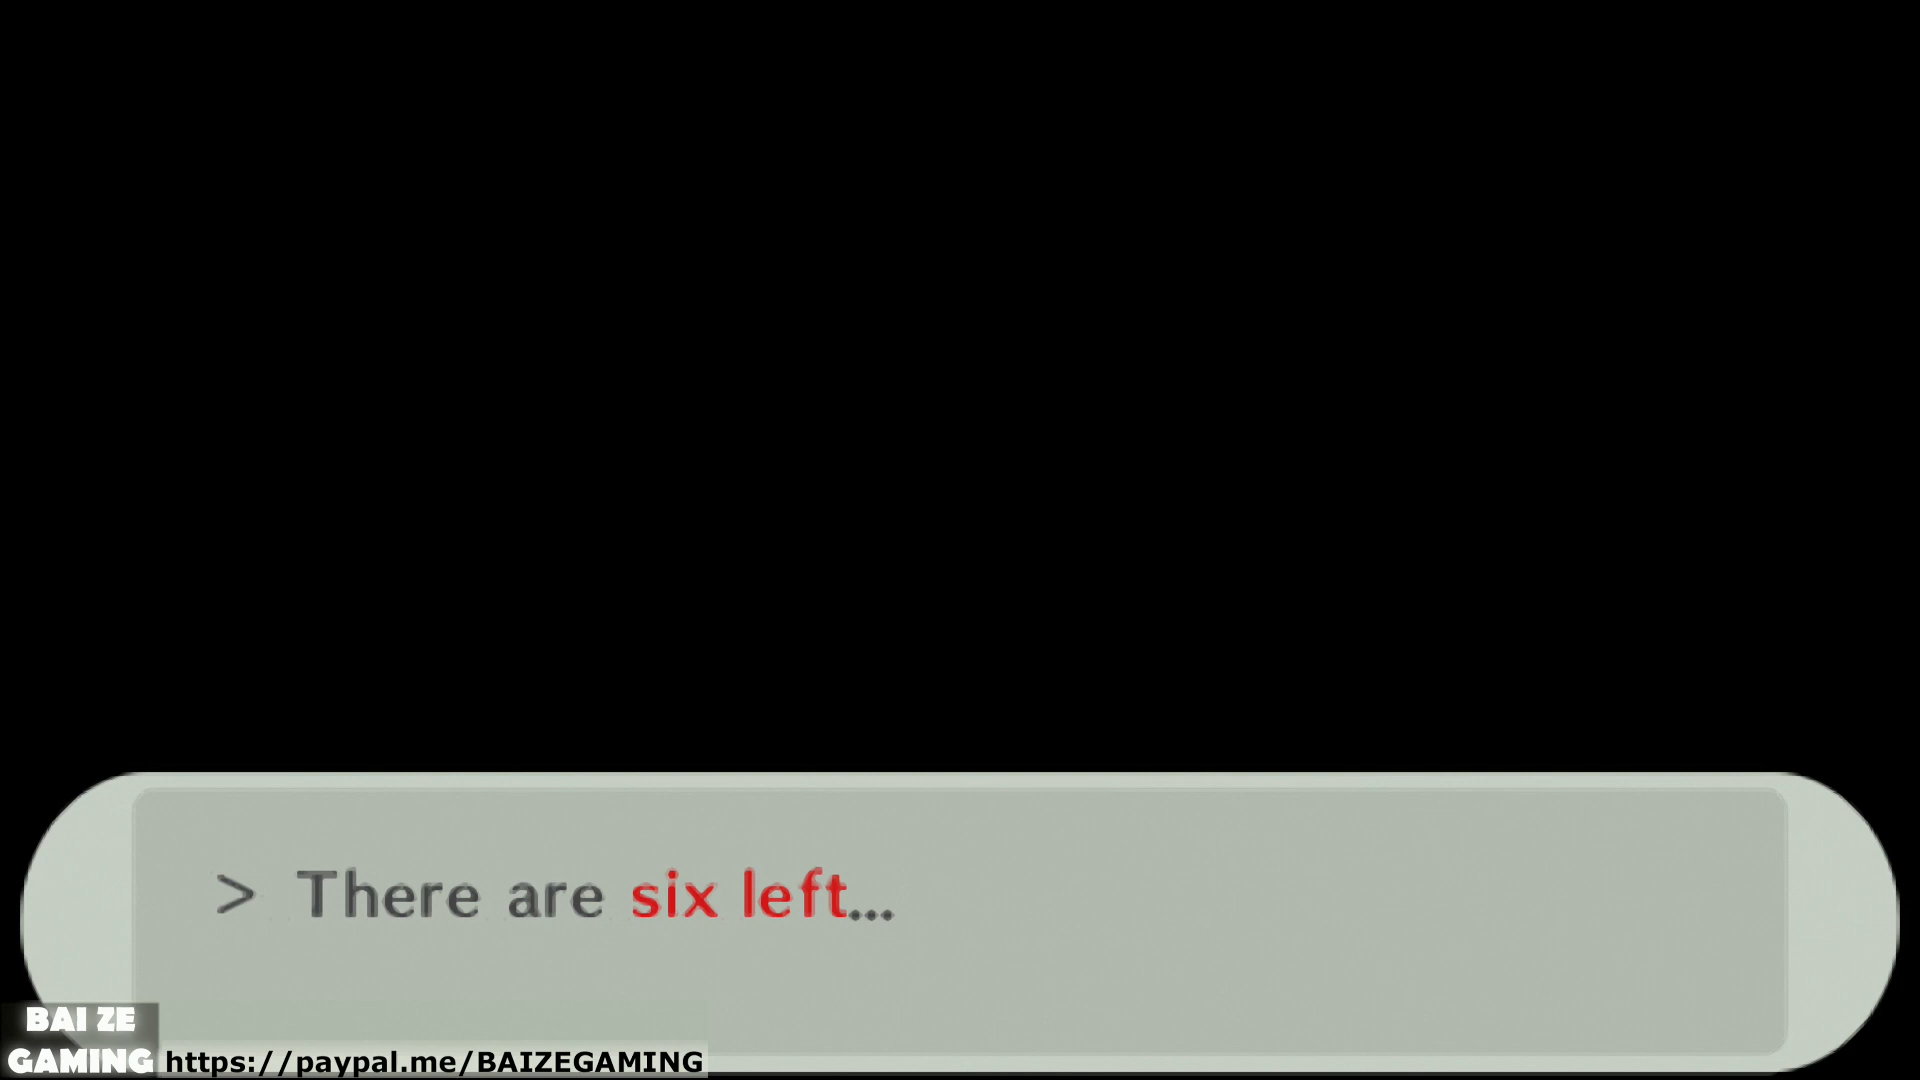 > There are six left...
BAI ZE
GAMING https://paypal.me/BAIZEGAMING